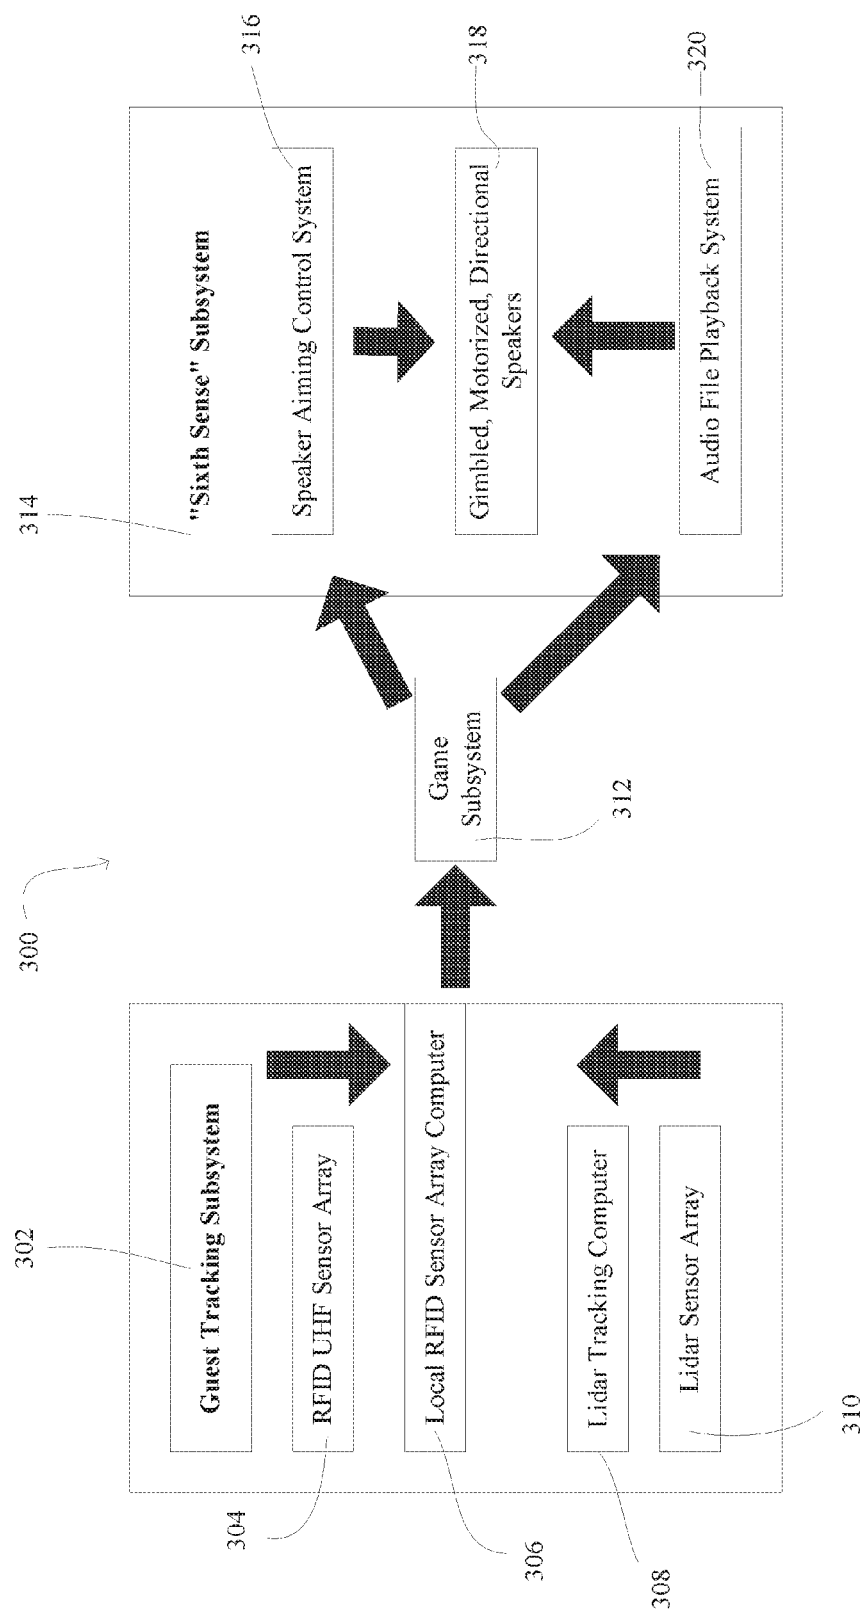 300
302
Guest Tracking Subsystem
304
RFID UHF Sensor Array
306
Local RFID Sensor Array Computer
308
Lidar Tracking Computer
310
Lidar Sensor Array
312
Game
Subsystem
314
"Sixth Sense" Subsystem
316
Speaker Aiming Control System
318
Gimbled, Motorized, Directional
Speakers
320
Audio File Playback System